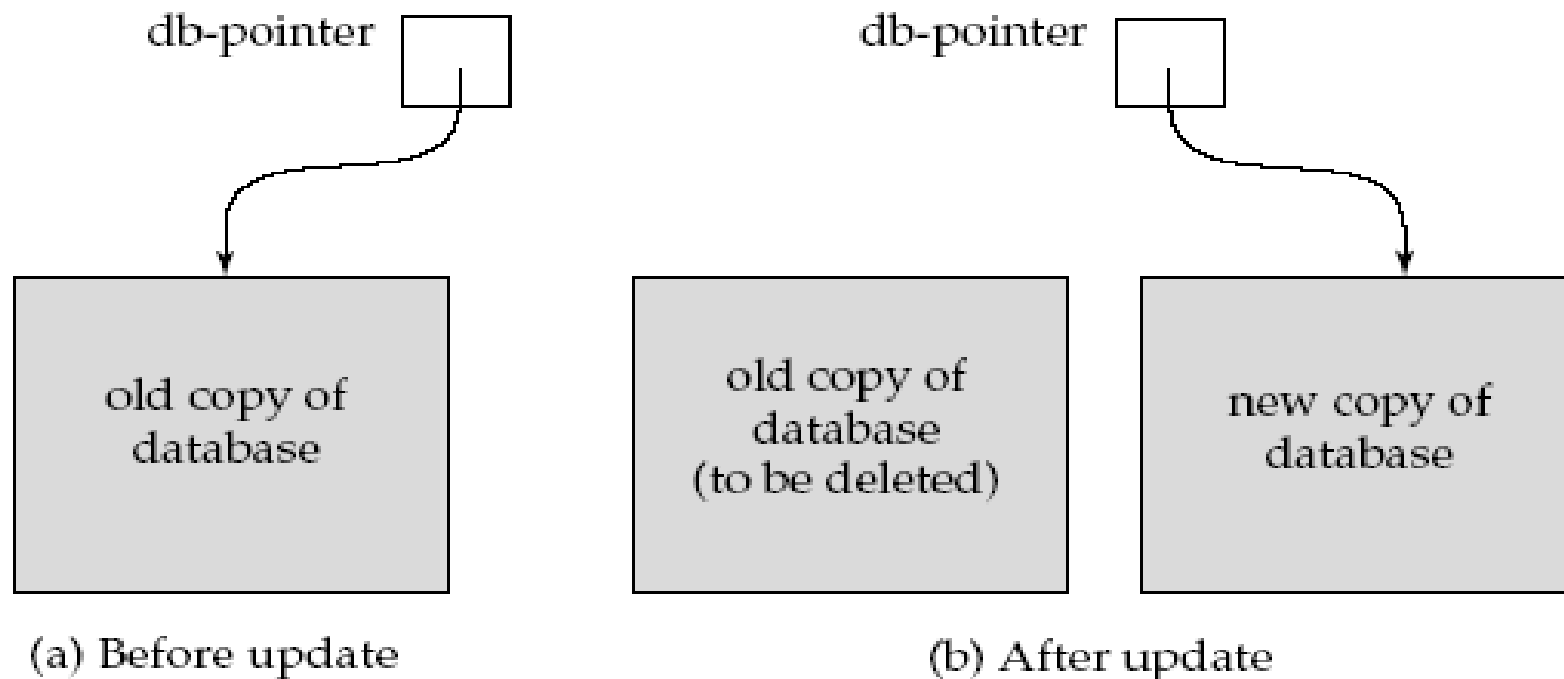 db-pointer
db-pointer
old copy of
database
old copy of
database
(to be deleted)
new copy of
database
(a) Before update
(b) After update